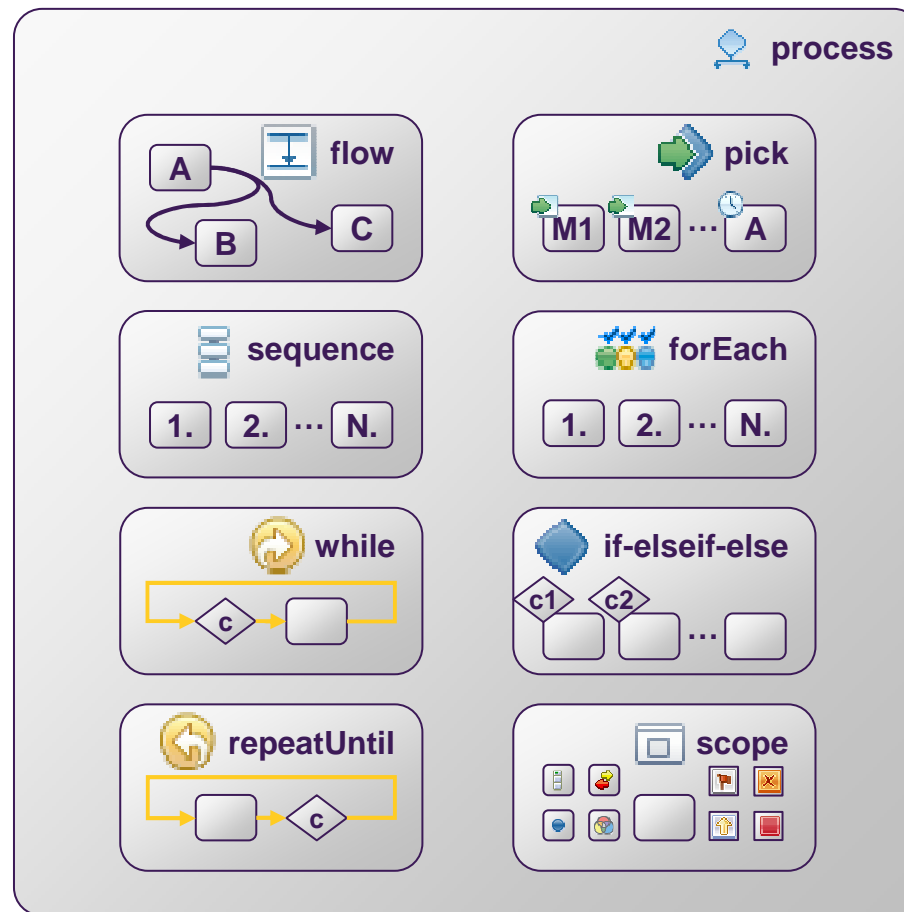 process
flow
A
B
C
pick
M1 M2 ... A
sequence
1. 2. ... N.
forEach
1. 2. ... N.
while
c
if-elseif-else
c1 c2
...
repeatUntil
c
scope